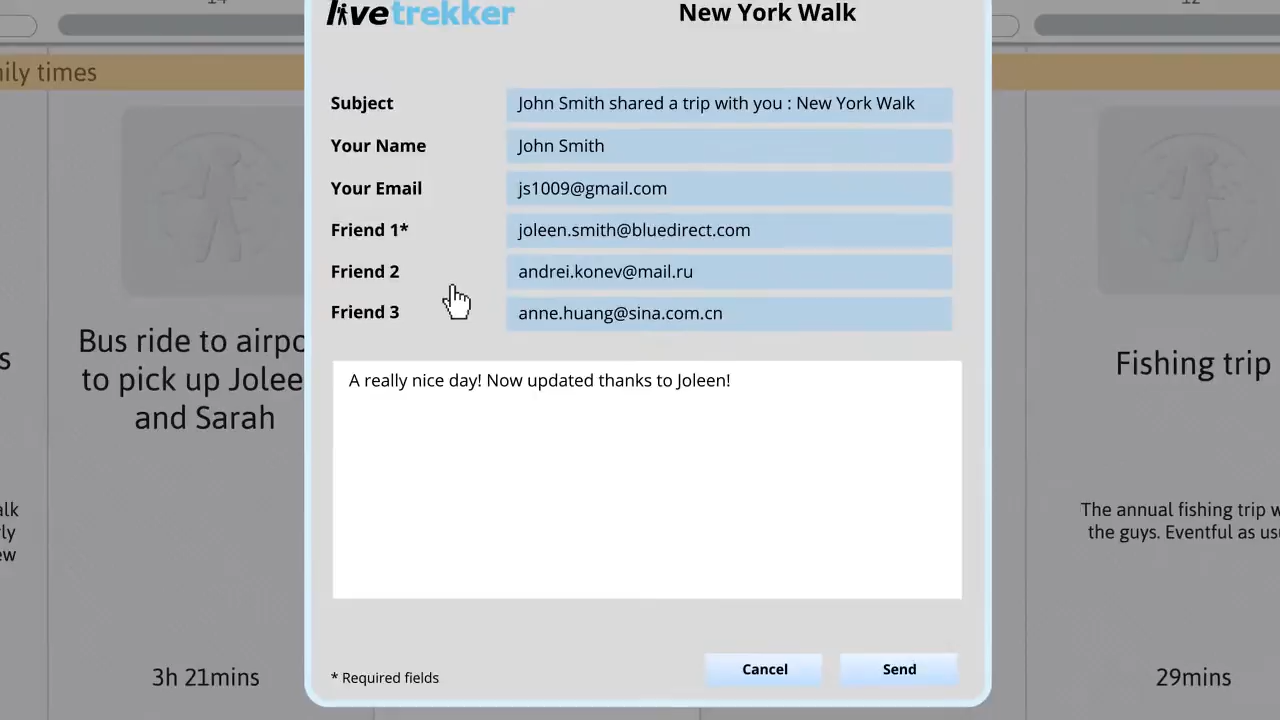 livetrekker
New York Walk
Subject
John Smith shared a trip with you : New York Walk
Your Name
John Smith
Your Email
js1009@gmail.com
Friend 1*
joleen.smith@bluedirect.com
Friend 2
andrei.konev@mail.ru
Friend 3
anne.huang@sina.com.cn
A really nice day! Now updated thanks to Joleen!
* Required fields
Cancel
Send
times
Bus ride to
to pick up
and Sarah
3h 21mins
Fishing trip
The annual fishing trip
the guys. Eventful as
29mins